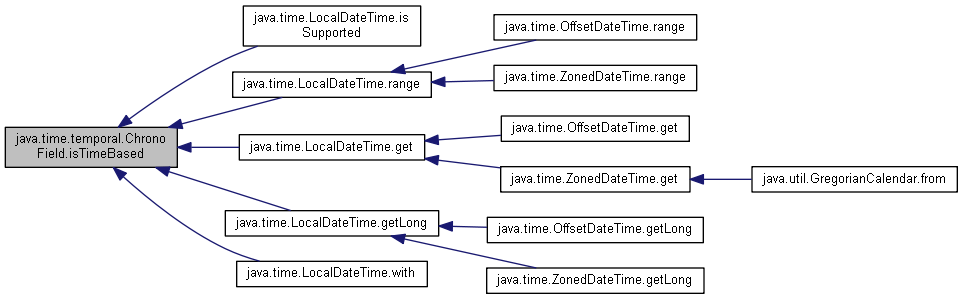 java.time.LocalDateTime.is
Supported
java.time.OffsetDateTime.range
java.time.LocalDateTime.range
java.time.ZonedDateTime.range
java.time.temporal.Chrono
Field.isTimeBased
java.time.LocalDateTime.get
java.time.OffsetDateTime.get
java.time.ZonedDateTime.get
java.util.GregorianCalendar.from
java.time.LocalDateTime.getLong
java.time.OffsetDateTime.getLong
java.time.LocalDateTime.with
java.time.ZonedDateTime.getLong